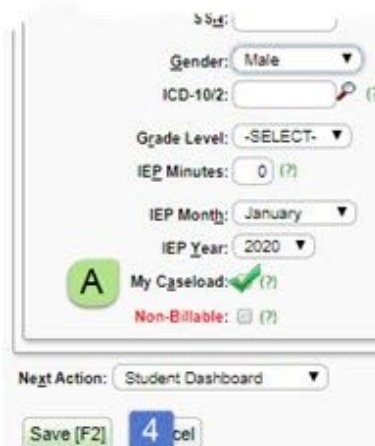 Gender: Male
ICD-10/2: (?
Grade Level: -SELECT-
IEP Minutes: 0 (?)
IEP Month: January
IEP Year: 2020
A My Caseload: (?)
Non-Billable: (?)
Next Action: Student Dashboard
Save [F2] 4 cel